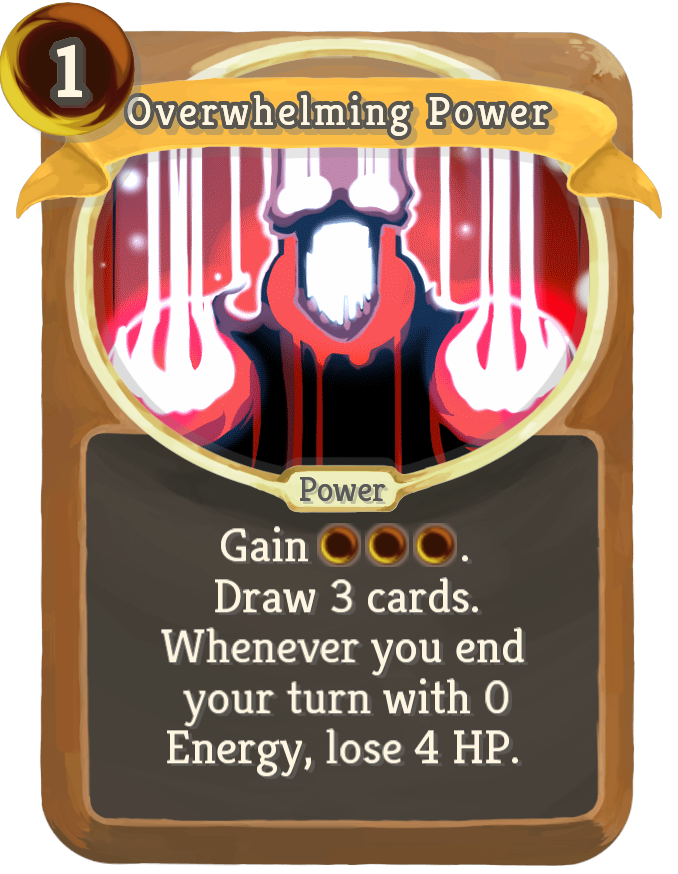 1
Overwhelming Power
Power
Gain .
Draw 3 cards.
Whenever you end
your turn with 0
Energy, lose 4 HP.